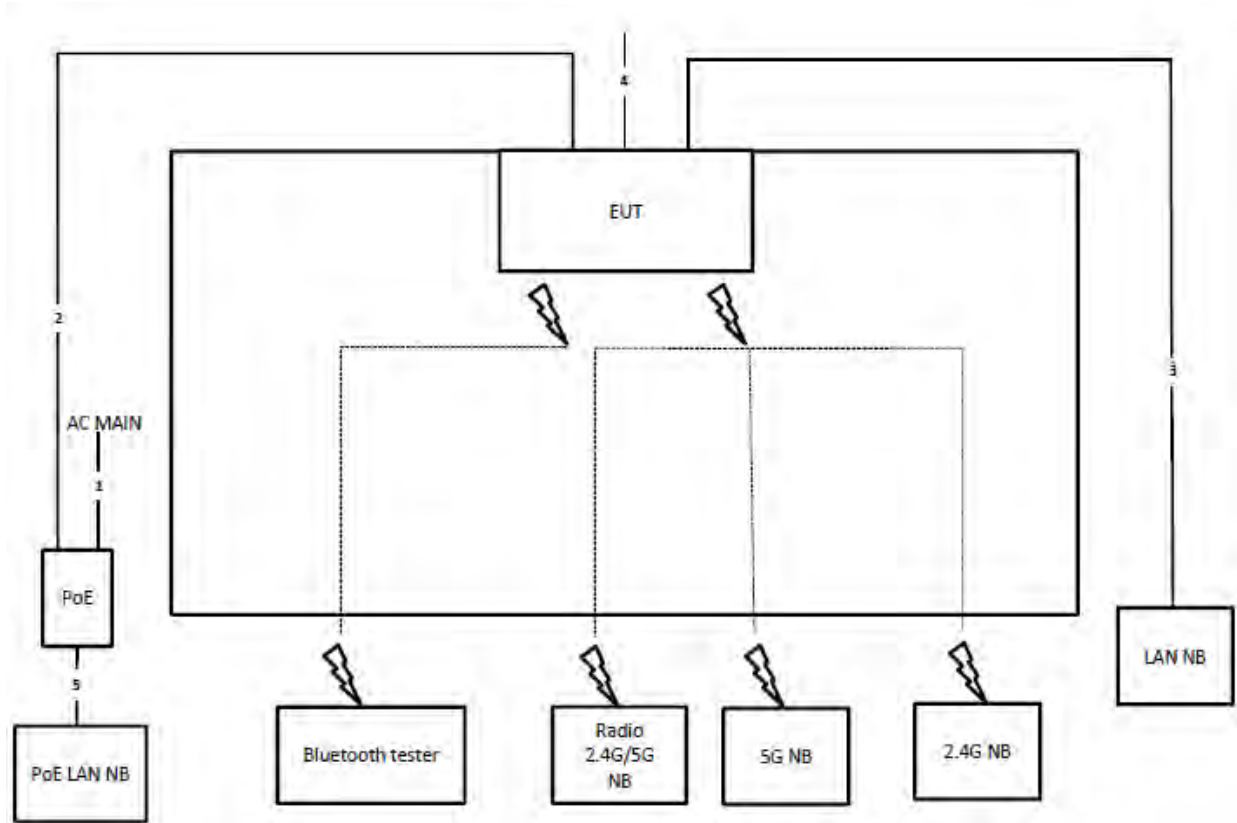 4
EUT
2
3
AC MAIN
1
PoE
LAN NB
5
PoE LAN NB
Bluetooth tester
Radio
2.4G/5G
NB
5G NB
2.4G NB